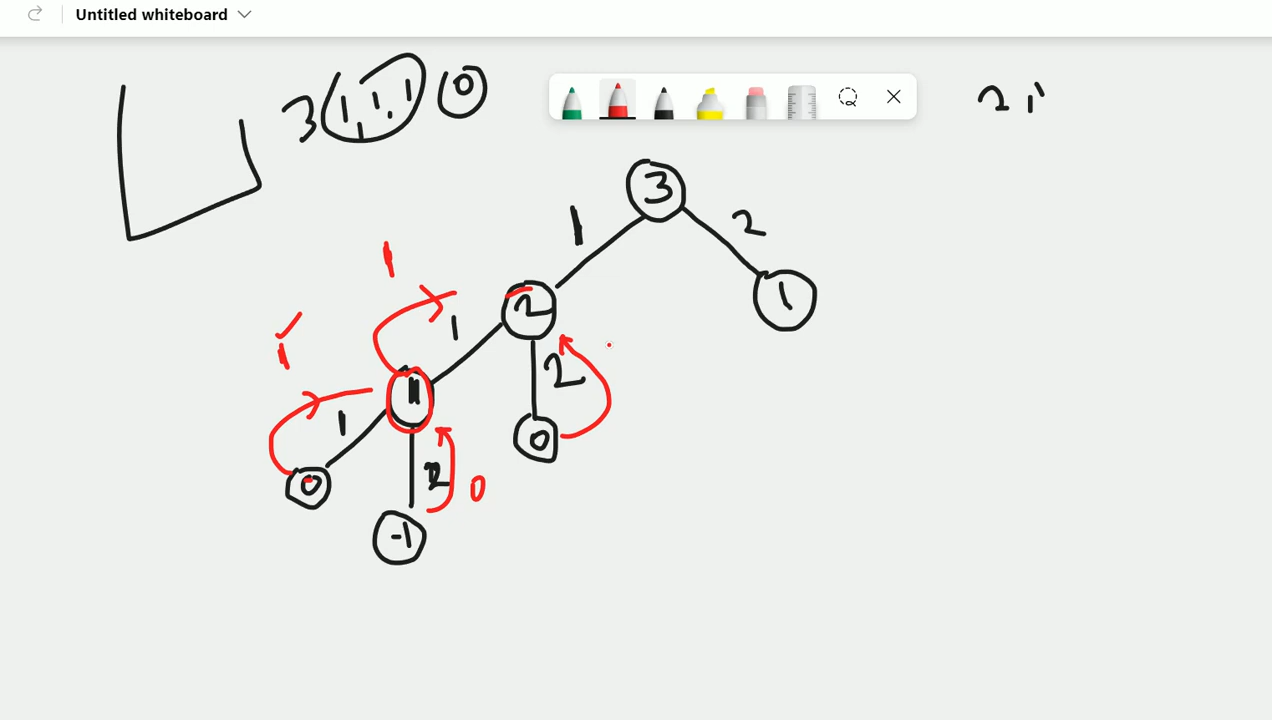 Untitled whiteboard
3 1, 1, 1 0
2, 1
3
1 2
1 2 1
1 1
1 1 2
1 0
0 2 0
-1